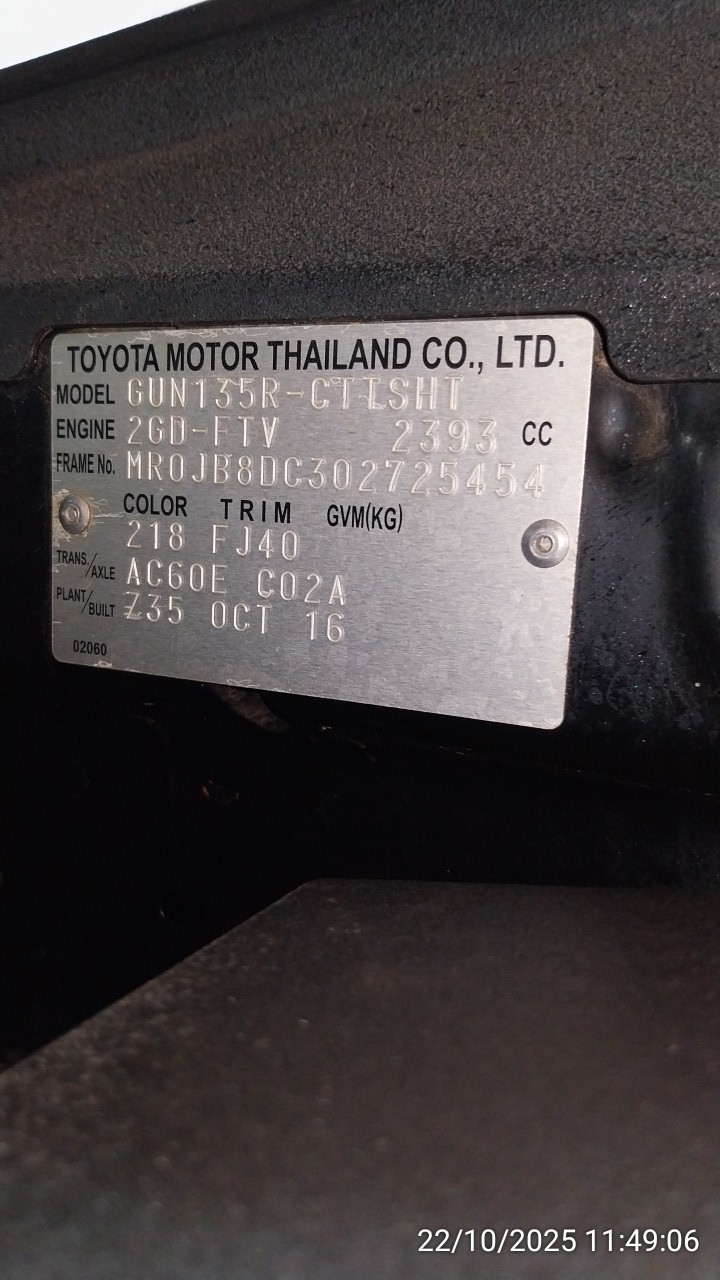 TOYOTA MOTOR THAILAND CO., LTD.
MODEL GUN135R-CTTSHT
ENGINE 2GD-FTV 2393 CC
FRAME No. MR0JB8DC302725454
COLOR TRIM GVM(KG)
218 FJ40
TRANS/AXLE AC60E C02A
PLANT/BUILT Z35 OCT 16
02060
22/10/2025 11:49:06